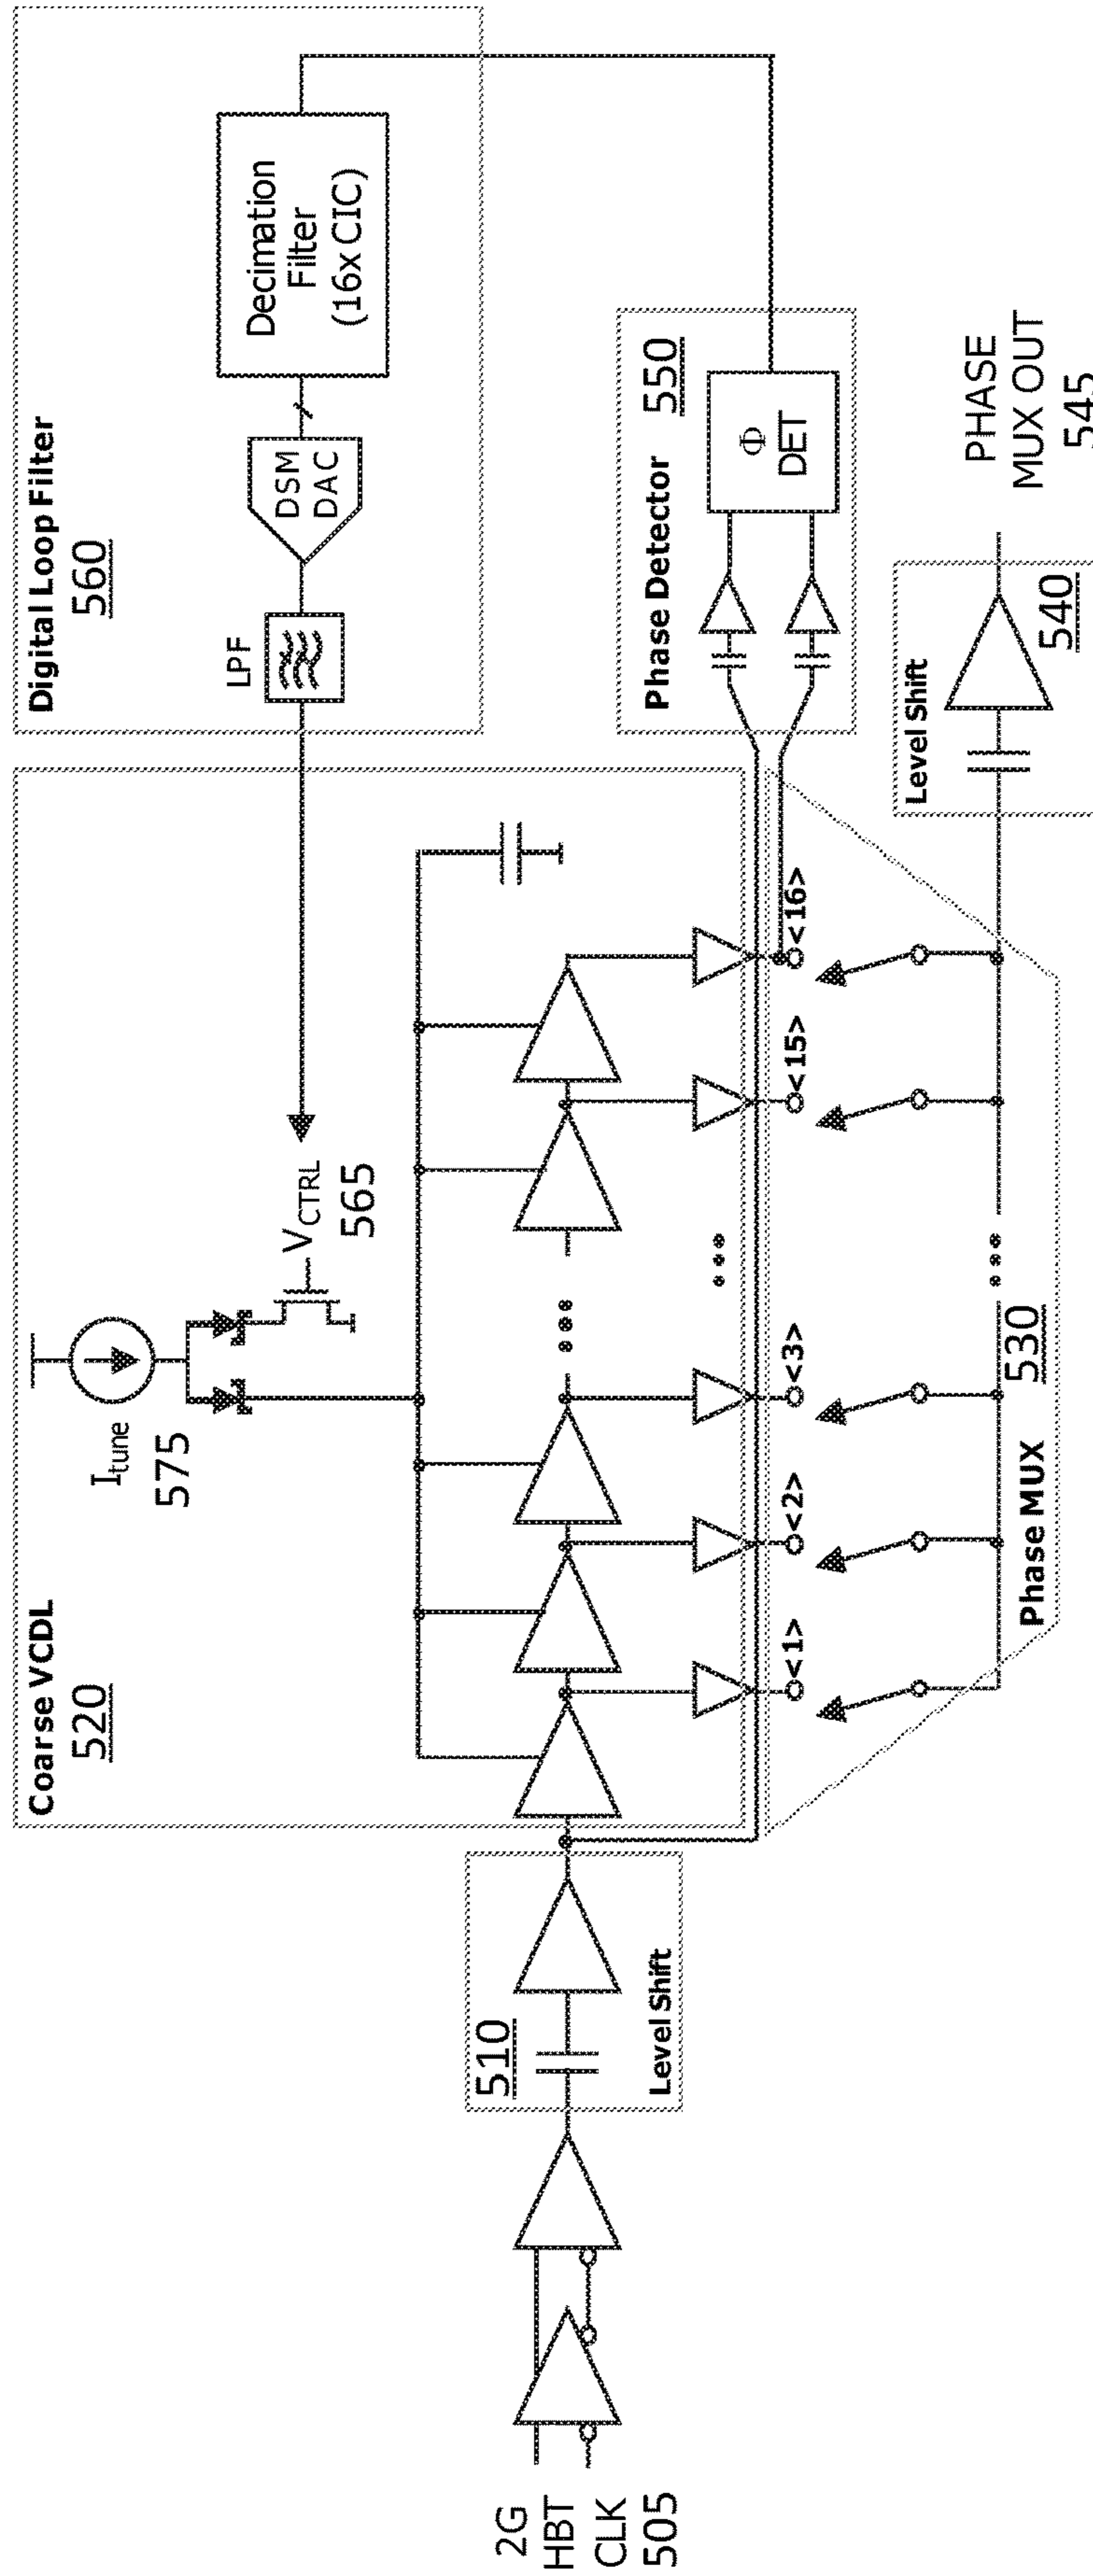 2G
HBT
CLK
505
510
Level Shift
Coarse VCDL
520
Itune
575
VCTRL
565
<1>
<2>
<3>
<15>
<16>
Phase MUX
530
Digital Loop Filter
560
LPF
DSM
DAC
Decimation
Filter
(16x CIC)
Phase Detector
550
Φ
DET
Level Shift
540
PHASE
MUX OUT
545